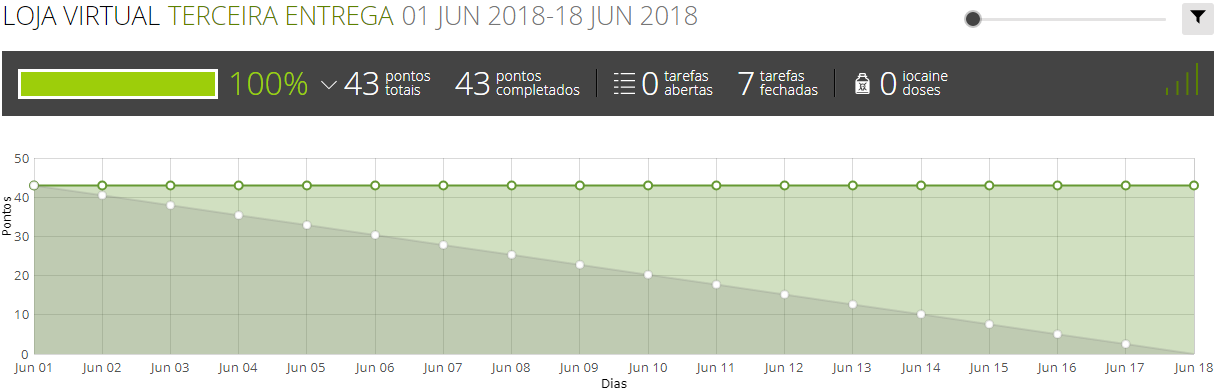 LOJA VIRTUAL TERCEIRA ENTREGA 01 JUN 2018-18 JUN 2018
100% 43 pontos totais 43 pontos completados 0 tarefas abertas 7 tarefas fechadas 0 iocaine doses
50
40
30
20
10
0
Pontos
Jun 01 Jun 02 Jun 03 Jun 04 Jun 05 Jun 06 Jun 07 Jun 08 Jun 09 Jun 10 Jun 11 Jun 12 Jun 13 Jun 14 Jun 15 Jun 16 Jun 17 Jun 18
Dias